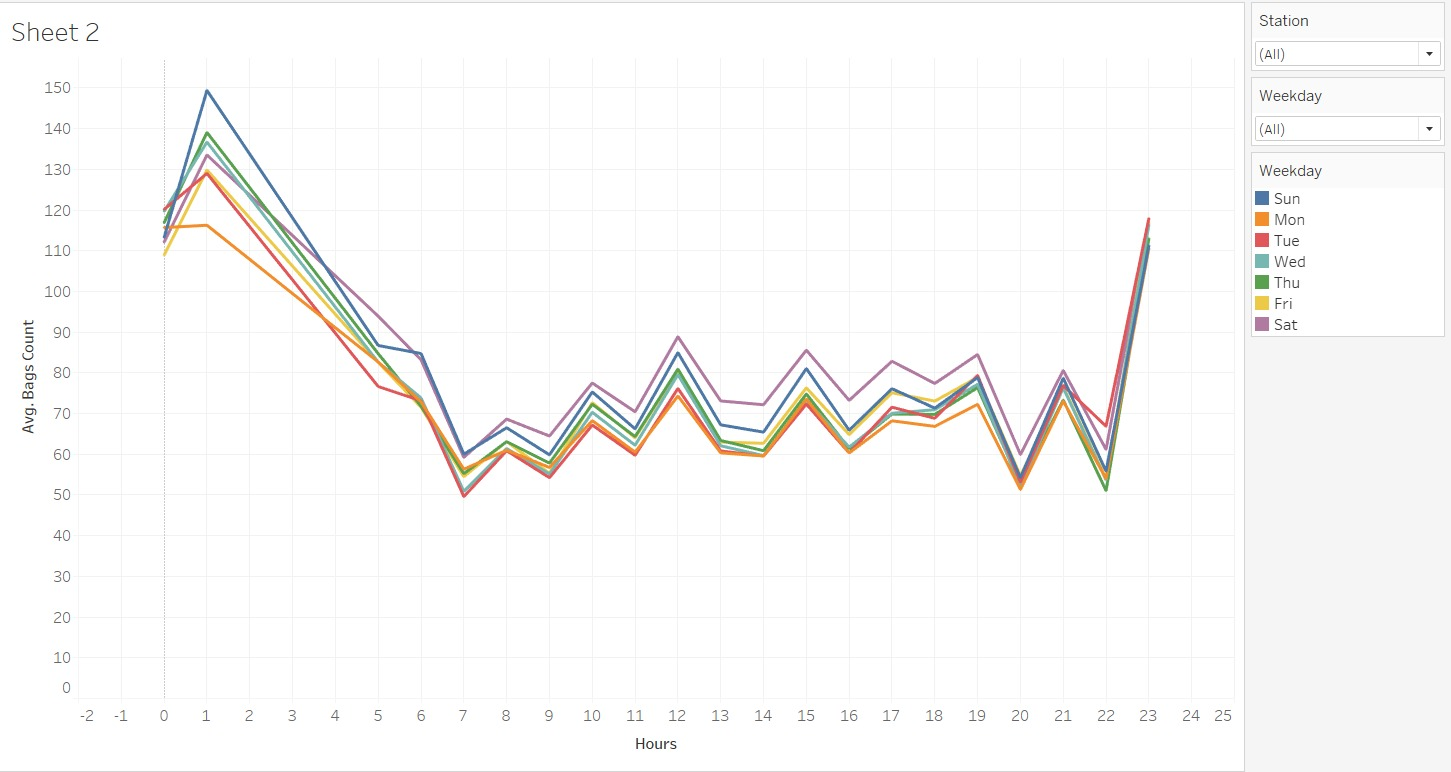 Sheet 2
150
140
130
120
110
100
90
80
70
60
50
40
30
20
10
0
Avg. Bags Count
-2 -1 0 1 2 3 4 5 6 7 8 9 10 11 12 13 14 15 16 17 18 19 20 21 22 23 24 25
Hours
Station
(All)
Weekday
(All)
Weekday
Sun
Mon
Tue
Wed
Thu
Fri
Sat